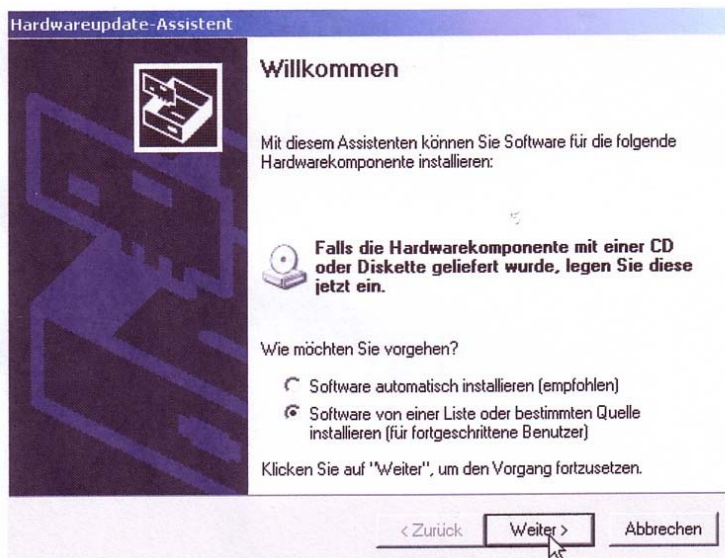 Hardwareupdate-Assistent
Willkommen
Mit diesem Assistenten können Sie Software für die folgende
Hardwarekomponente installieren:
Falls die Hardwarekomponente mit einer CD
oder Diskette geliefert wurde, legen Sie diese
jetzt ein.
Wie möchten Sie vorgehen?
Software automatisch installieren (empfohlen)
Software von einer Liste oder bestimmten Quelle
installieren (für fortgeschrittene Benutzer)
Klicken Sie auf "Weiter", um den Vorgang fortzusetzen.
< Zurück Weiter > Abbrechen